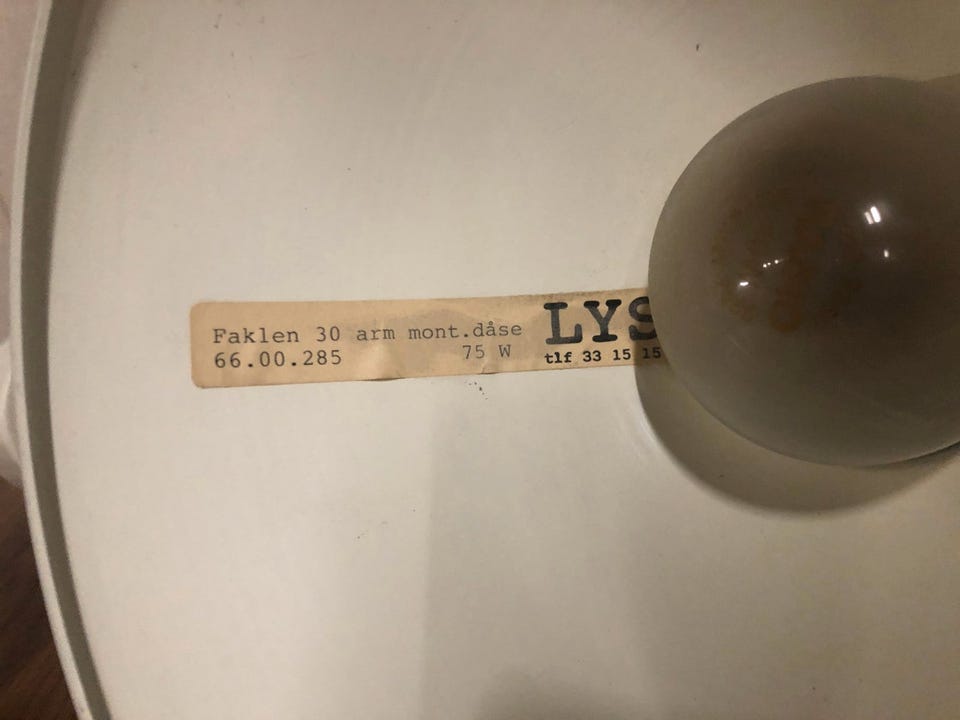 Faklen 30 arm mont.dåse
66.00.285 75 W
LYS
tlf 33 15 15